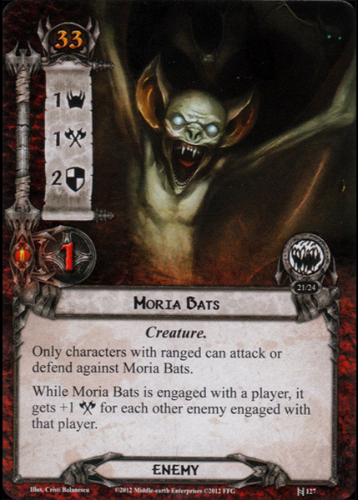 33
1
1
2
1
21/24
MORIA BATS
Creature.
Only characters with ranged can attack or
defend against Moria Bats.
While Moria Bats is engaged with a player, it
gets +1 for each other enemy engaged with
that player.
ENEMY
Illus. Cristi Balanescu ©2012 Middle-earth Enterprises ©2012 FFG 127